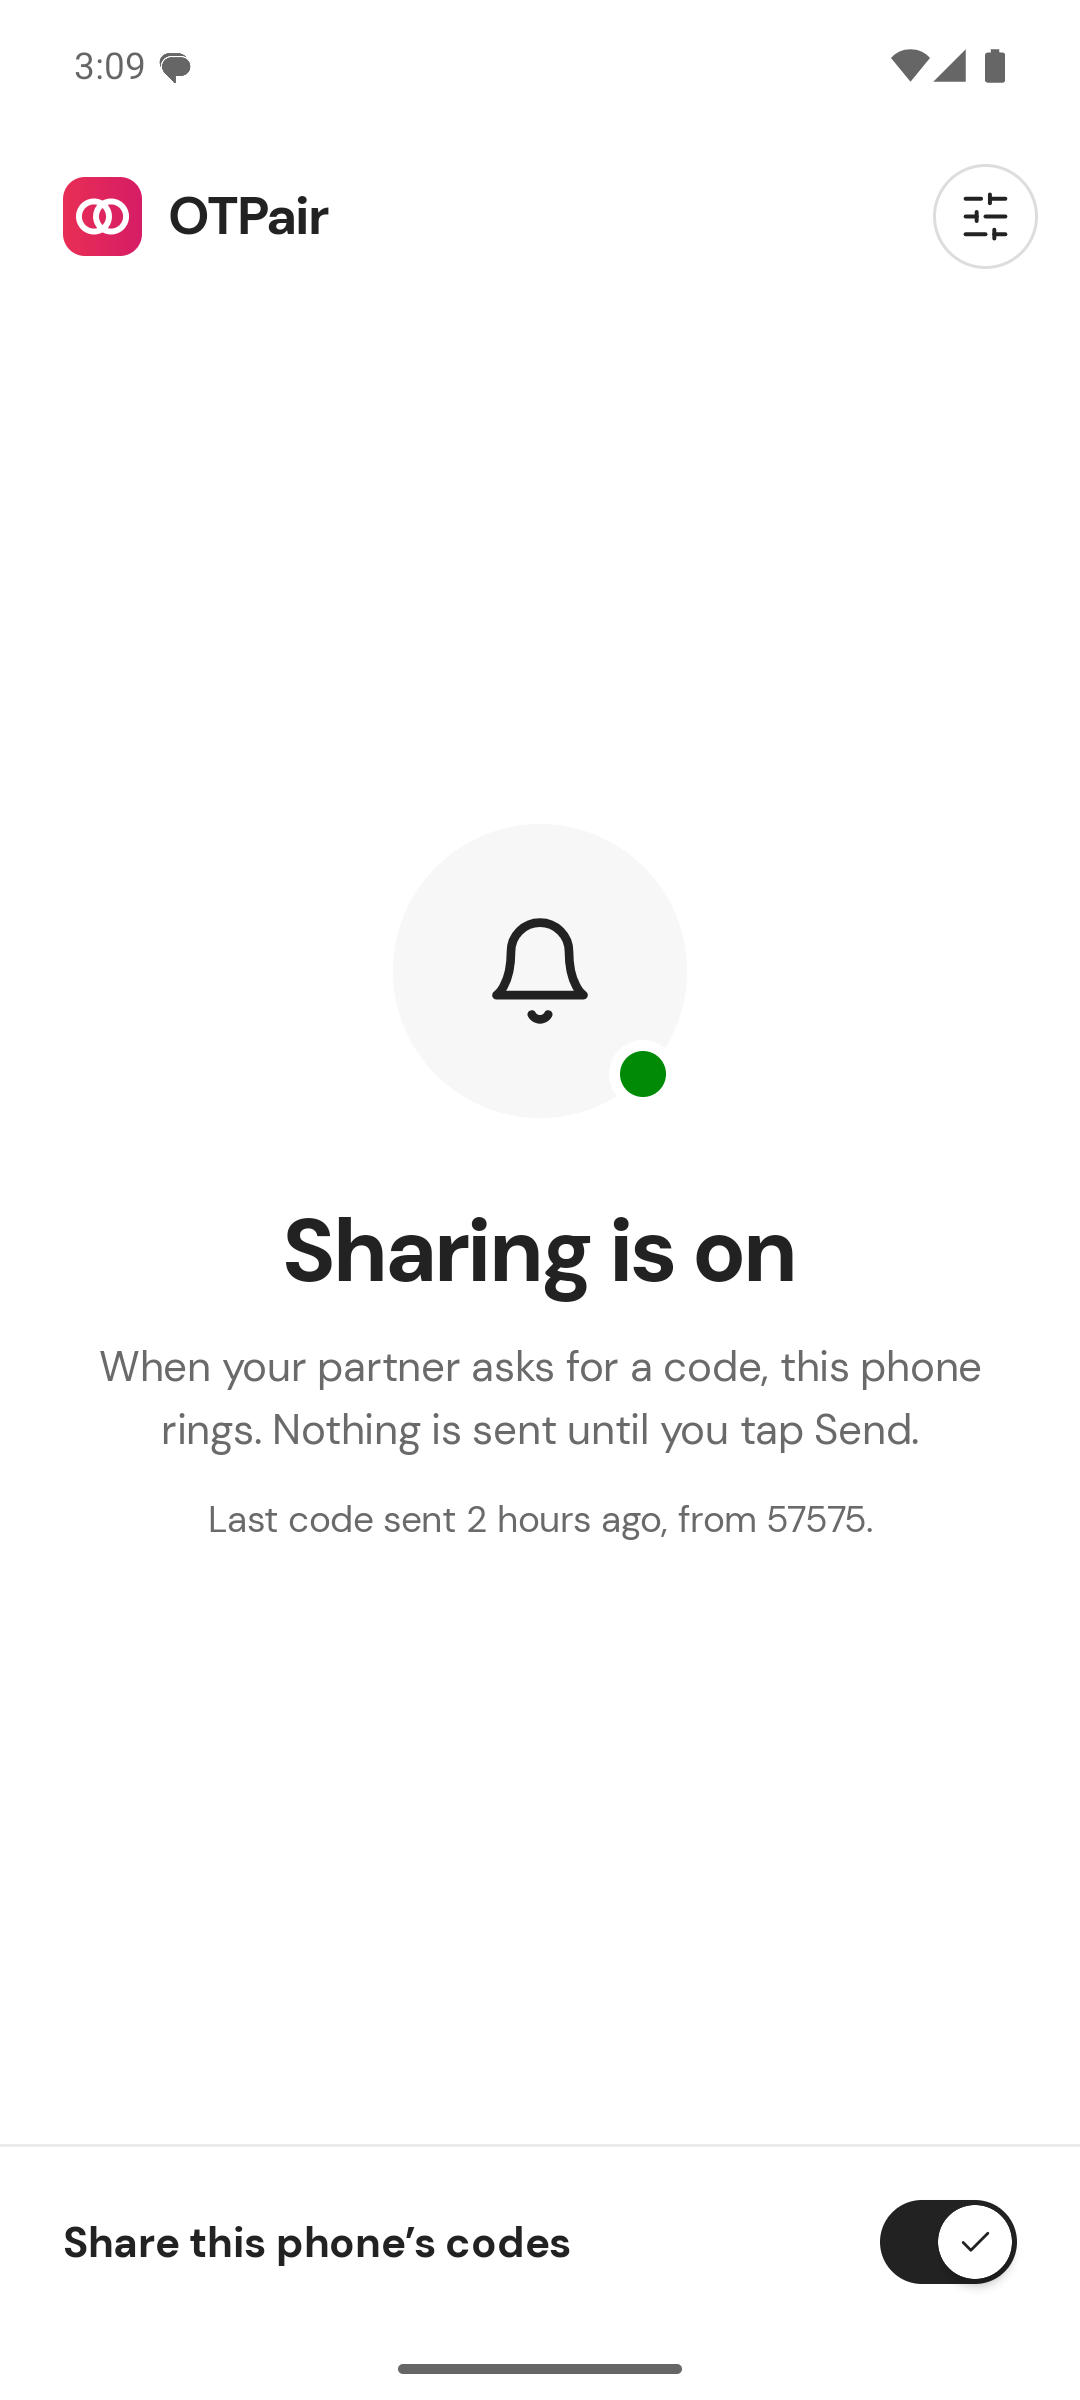 3:09
OTPair
Sharing is on
When your partner asks for a code, this phone
rings. Nothing is sent until you tap Send.
Last code sent 2 hours ago, from 57575.
Share this phone’s codes